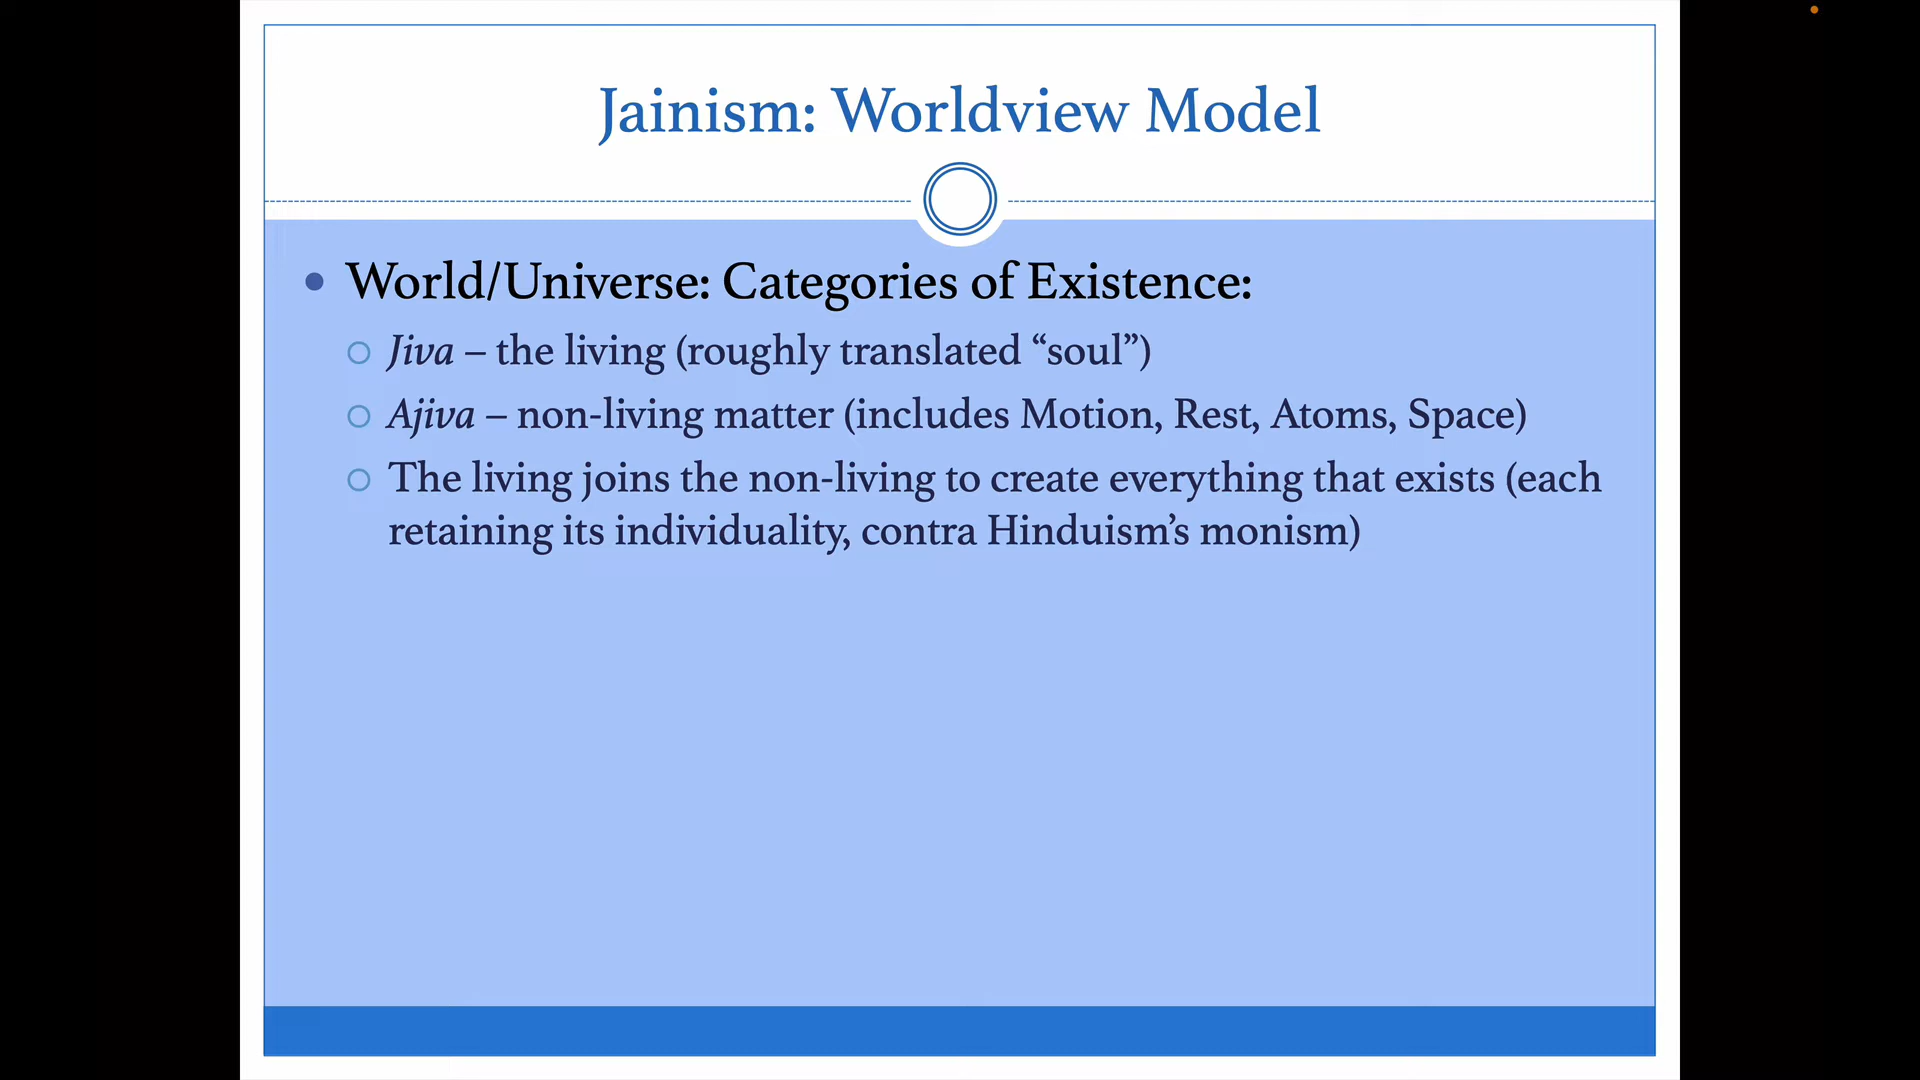 Jainism: Worldview Model
• World/Universe: Categories of Existence:
○ Jiva – the living (roughly translated “soul”)
○ Ajiva – non-living matter (includes Motion, Rest, Atoms, Space)
○ The living joins the non-living to create everything that exists (each
retaining its individuality, contra Hinduism’s monism)